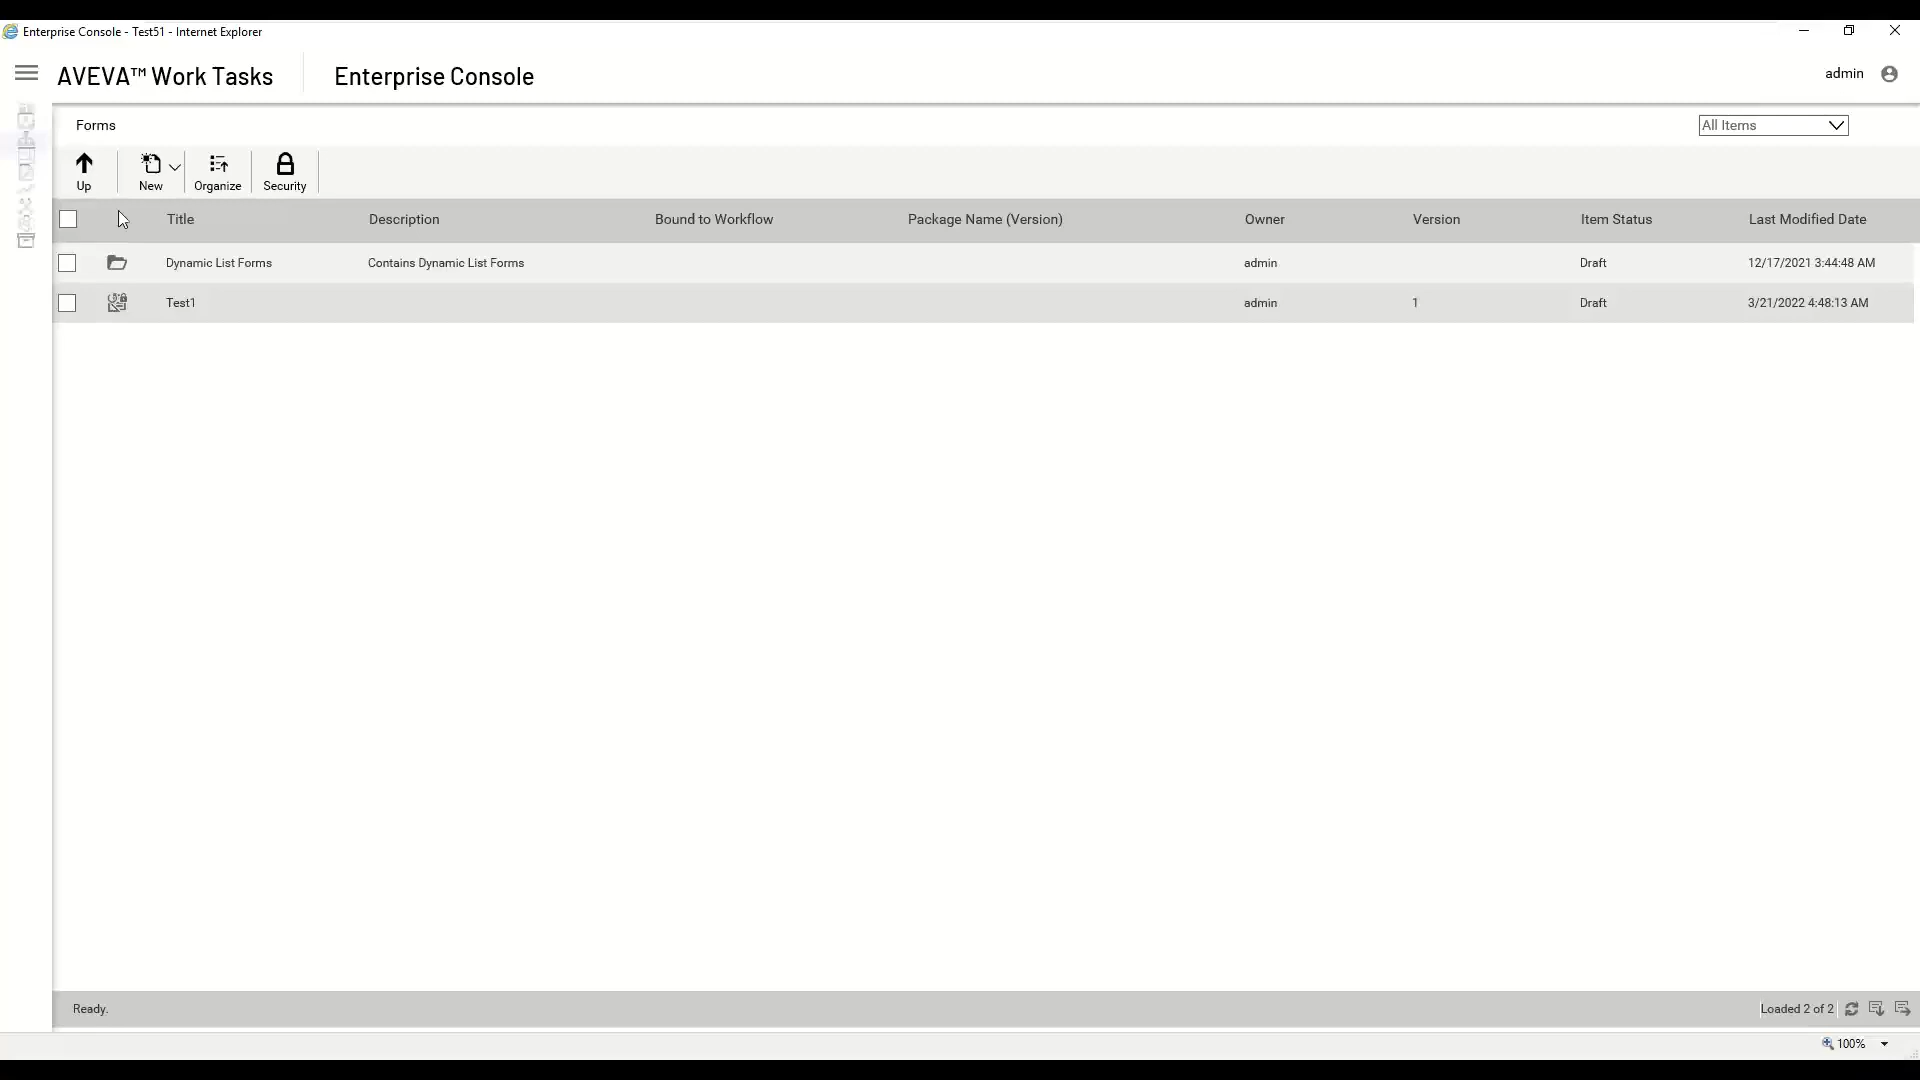 Enterprise Console - Test51 - Internet Explorer
AVEVA™ Work Tasks Enterprise Console admin
Forms All Items
Up New Organize Security
Title Description Bound to Workflow Package Name (Version) Owner Version Item Status Last Modified Date
Dynamic List Forms Contains Dynamic List Forms admin Draft 12/17/2021 3:44:48 AM
Test1 admin 1 Draft 3/21/2022 4:48:13 AM
Ready. Loaded 2 of 2
100%